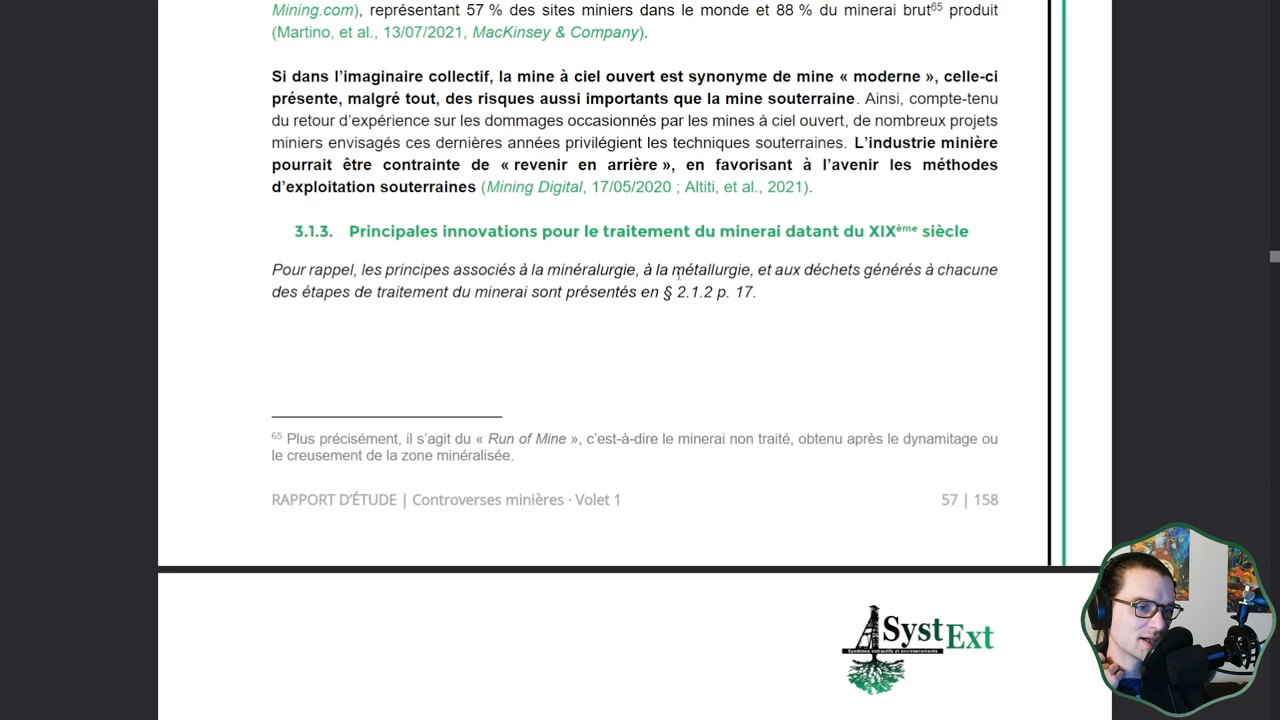 Mining.com), représentant 57 % des sites miniers dans le monde et 88 % du minerai brut65 produit
(Martino, et al., 13/07/2021, MacKinsey & Company).
Si dans l’imaginaire collectif, la mine à ciel ouvert est synonyme de mine « moderne », celle-ci
présente, malgré tout, des risques aussi importants que la mine souterraine. Ainsi, compte-tenu
du retour d’expérience sur les dommages occasionnés par les mines à ciel ouvert, de nombreux projets
miniers envisagés ces dernières années privilégient les techniques souterraines. L’industrie minière
pourrait être contrainte de « revenir en arrière », en favorisant à l’avenir les méthodes
d’exploitation souterraines (Mining Digital, 17/05/2020 ; Altiti, et al., 2021).
3.1.3. Principales innovations pour le traitement du minerai datant du XIXème siècle
Pour rappel, les principes associés à la minéralurgie, à la métallurgie, et aux déchets générés à chacune
des étapes de traitement du minerai sont présentés en § 2.1.2 p. 17.
65 Plus précisément, il s’agit du « Run of Mine », c’est-à-dire le minerai non traité, obtenu après le dynamitage ou
le creusement de la zone minéralisée.
RAPPORT D’ÉTUDE | Controverses minières · Volet 1
57 | 158
SystExt
Systèmes extractifs et environnements